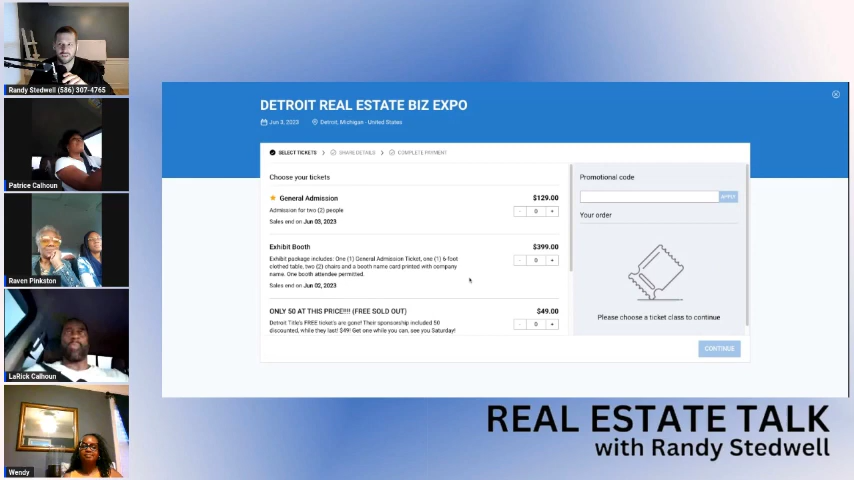 Randy Stedwell (586) 307-4765
Patrice Calhoun
Raven Pinkston
LaRick Calhoun
Wendy
DETROIT REAL ESTATE BIZ EXPO
Jun 3, 2023
Detroit, Michigan - United States
SELECT TICKETS
SHARE DETAILS
COMPLETE PAYMENT
Choose your tickets
General Admission
$129.00
Admission for two (2) people
- 0 +
Sales end on Jun 03, 2023
Exhibit Booth
$399.00
Exhibit package includes: One (1) General Admission Ticket, one (1) 6 foot
clothed table, two (2) chairs and a booth name card printed with company
name. One booth attendee permitted.
- 0 +
Sales end on Jun 02, 2023
ONLY 50 AT THIS PRICE!!!! (FREE SOLD OUT)
$49.00
Detroit Title's FREE ticket's are gone! Their sponsorship included 50
discounted, while they last! $49! Get one while you can, see you Saturday!
- 0 +
Promotional code
APPLY
Your order
Please choose a ticket class to continue
CONTINUE
REAL ESTATE TALK
with Randy Stedwell